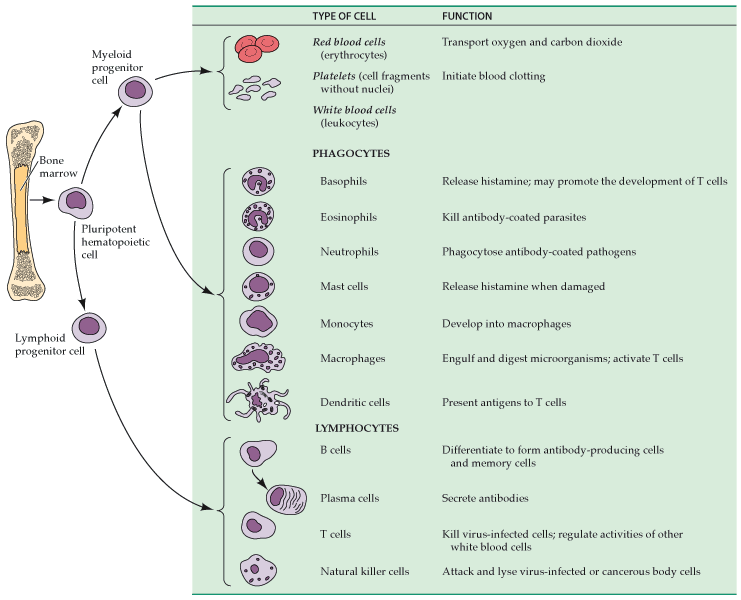 TYPE OF CELL FUNCTION
Myeloid
progenitor
cell
Red blood cells Transport oxygen and carbon dioxide
(erythrocytes)
Platelets (cell fragments Initiate blood clotting
without nuclei)
White blood cells
(leukocytes)
Bone
marrow
Pluripotent
hematopoietic
cell
Lymphoid
progenitor cell
PHAGOCYTES
Basophils Release histamine; may promote the development of T cells
Eosinophils Kill antibody-coated parasites
Neutrophils Phagocytose antibody-coated pathogens
Mast cells Release histamine when damaged
Monocytes Develop into macrophages
Macrophages Engulf and digest microorganisms; activate T cells
Dendritic cells Present antigens to T cells
LYMPHOCYTES
B cells Differentiate to form antibody-producing cells
and memory cells
Plasma cells Secrete antibodies
T cells Kill virus-infected cells; regulate activities of other
white blood cells
Natural killer cells Attack and lyse virus-infected or cancerous body cells